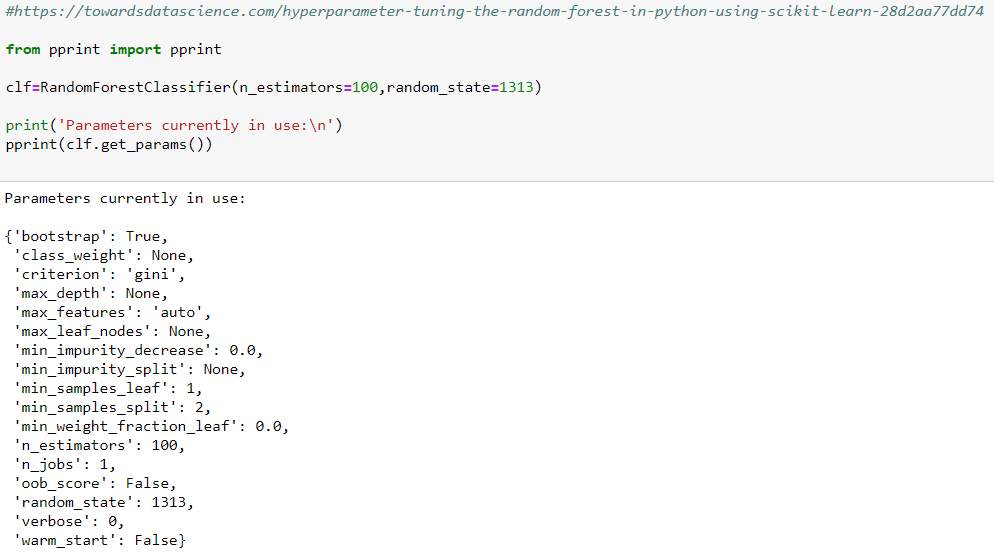 #https://towardsdatascience.com/hyperparameter-tuning-the-random-forest-in-python-using-scikit-learn-28d2aa77dd74
from pprint import pprint
clf=RandomForestClassifier(n_estimators=100,random_state=1313)
print('Parameters currently in use:\n')
pprint(clf.get_params())
Parameters currently in use:
{'bootstrap': True,
 'class_weight': None,
 'criterion': 'gini',
 'max_depth': None,
 'max_features': 'auto',
 'max_leaf_nodes': None,
 'min_impurity_decrease': 0.0,
 'min_impurity_split': None,
 'min_samples_leaf': 1,
 'min_samples_split': 2,
 'min_weight_fraction_leaf': 0.0,
 'n_estimators': 100,
 'n_jobs': 1,
 'oob_score': False,
 'random_state': 1313,
 'verbose': 0,
 'warm_start': False}